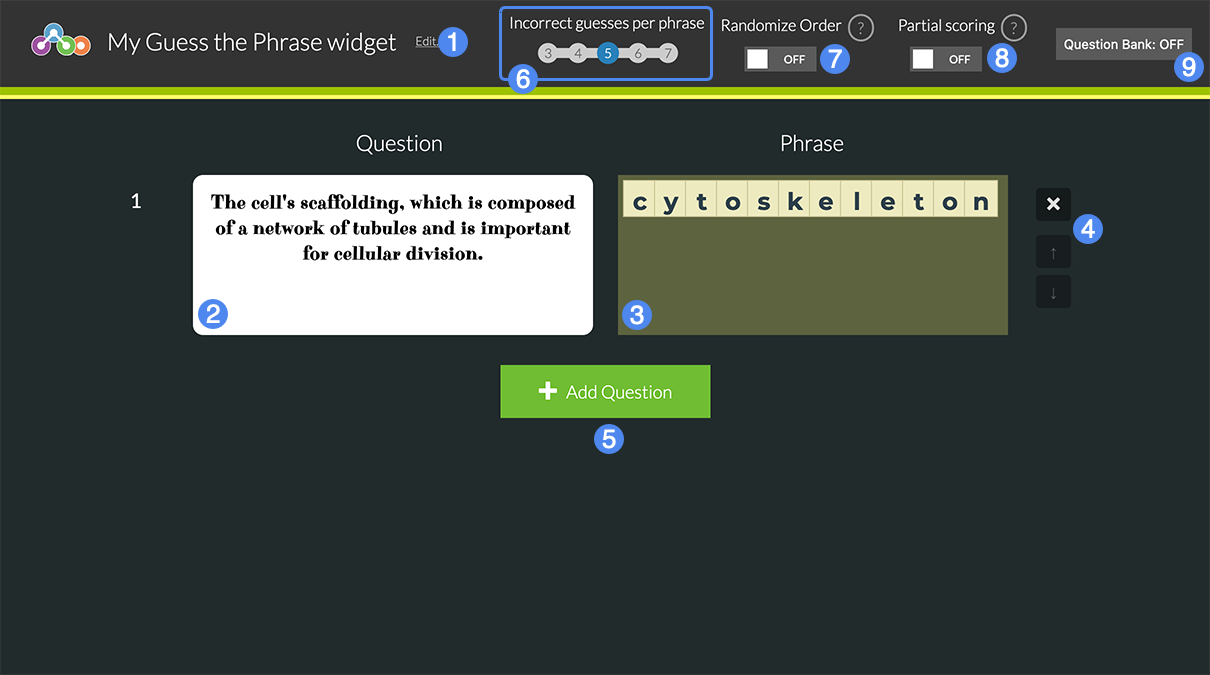 My Guess the Phrase widget
Edit.
1
Incorrect guesses per phrase
3 4 5 6 7
6
Randomize Order ?
OFF
7
Partial scoring ?
OFF
8
Question Bank: OFF
9
Question
Phrase
1
The cell's scaffolding, which is composed
of a network of tubules and is important
for cellular division.
2
cytoskeleton
3
×
4
↑
↓
+ Add Question
5